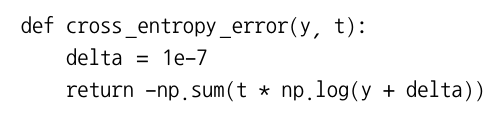 def cross_entropy_error(y, t):
    delta = 1e-7
    return -np.sum(t * np.log(y + delta))